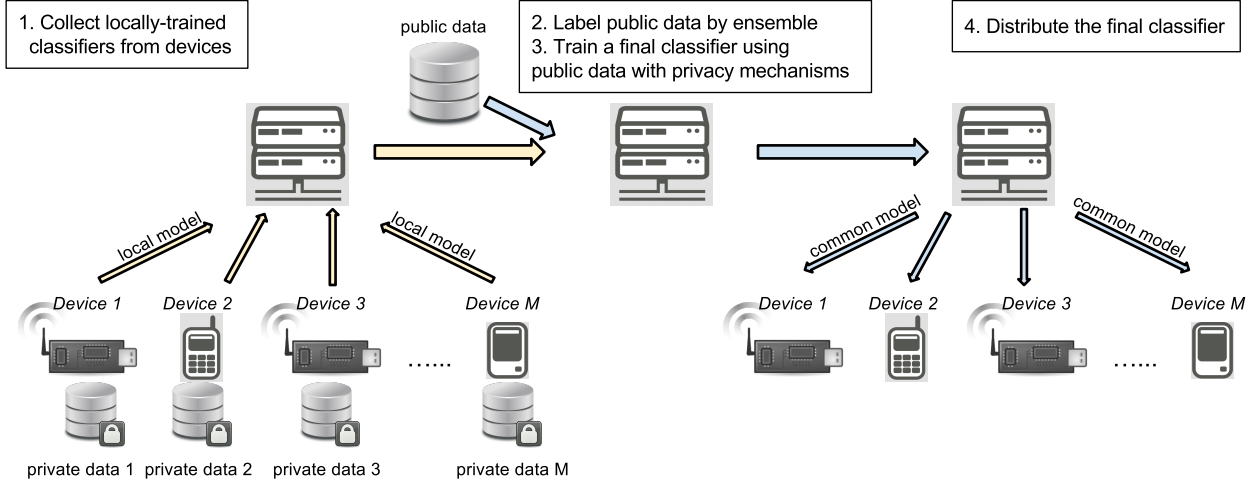 1. Collect locally-trained
classifiers from devices
public data
2. Label public data by ensemble
3. Train a final classifier using
public data with privacy mechanisms
4. Distribute the final classifier
local model
local model
common model
common model
Device 1
Device 2
Device 3
Device M
Device 1
Device 2
Device 3
Device M
......
......
private data 1
private data 2
private data 3
private data M